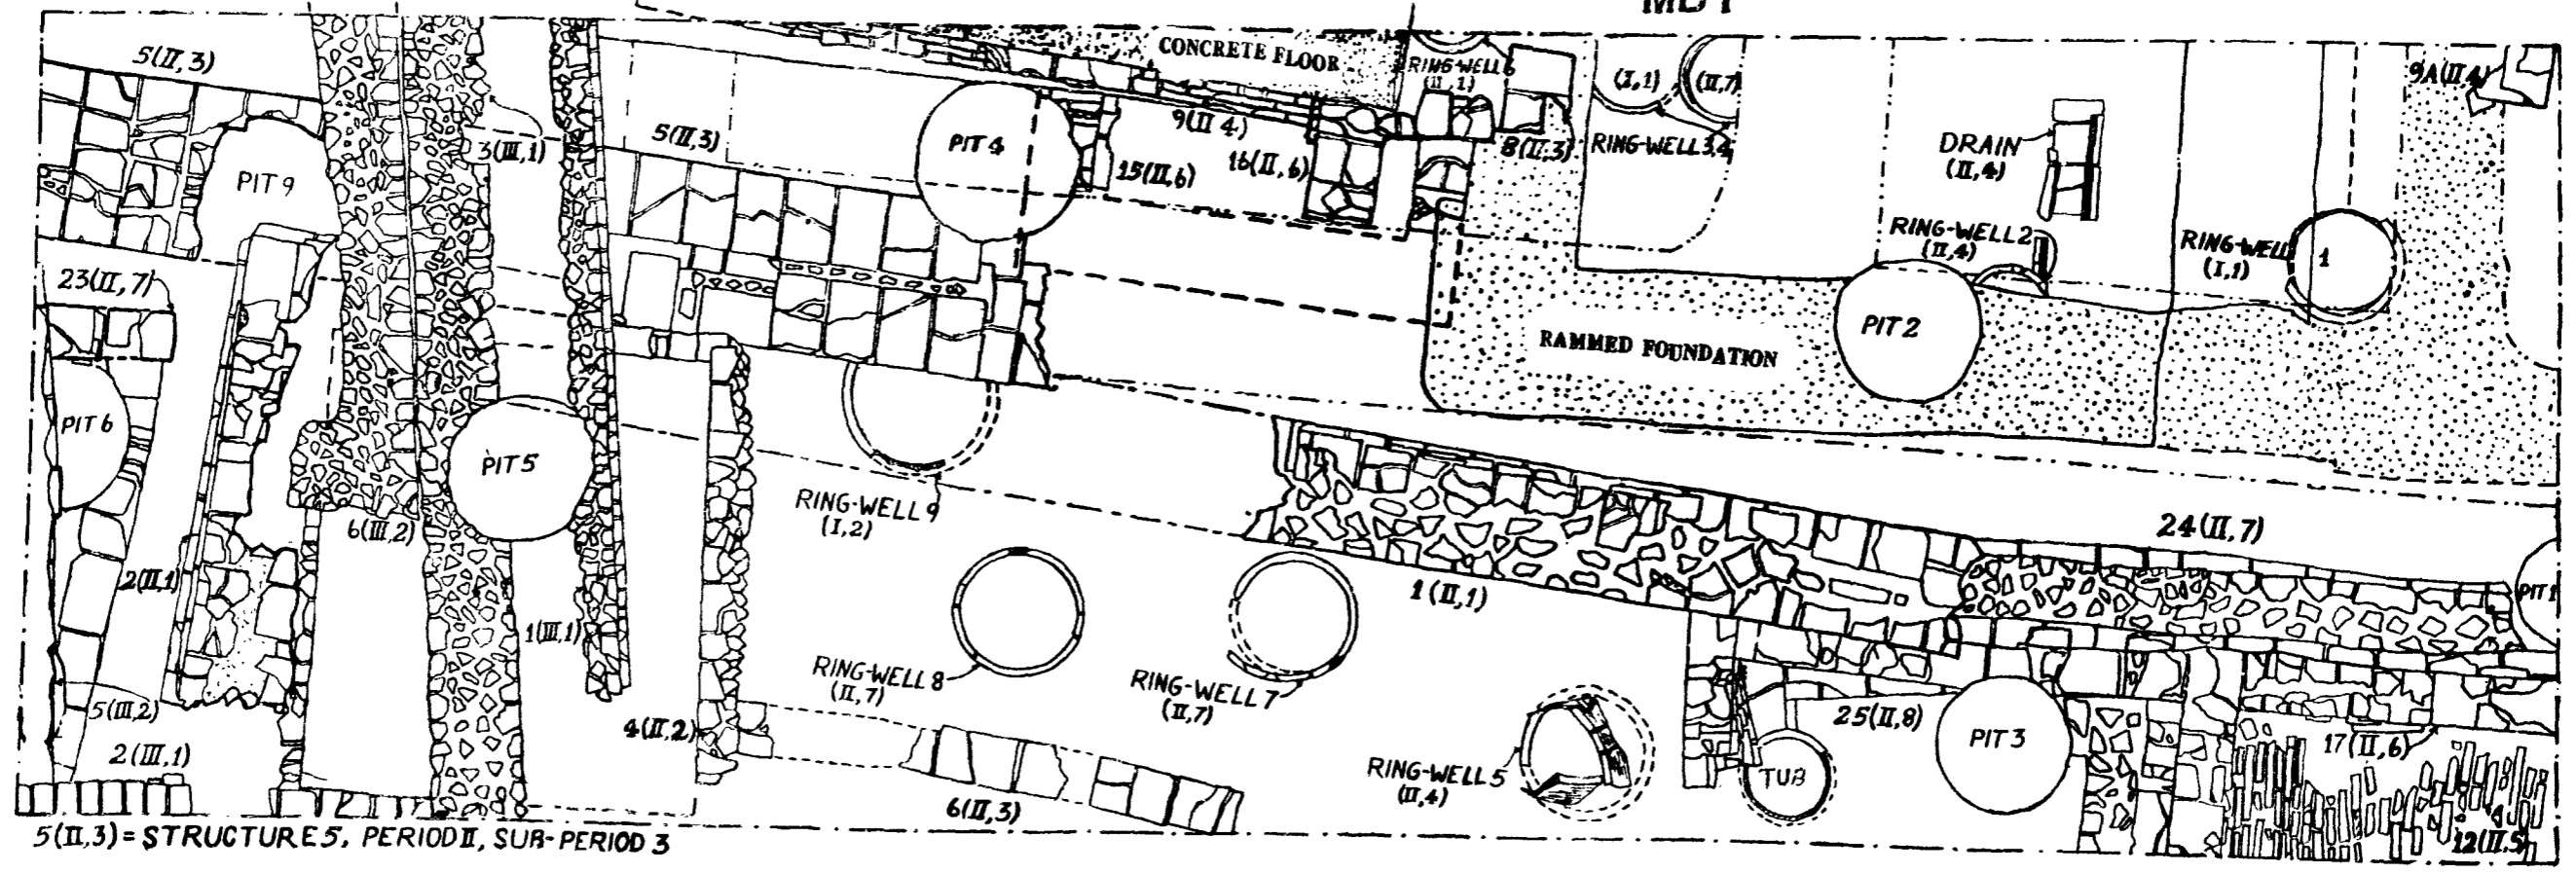 5(II,3)
CONCRETE FLOOR
RING-WELL 6
(II,1)
(I,1)
(II,7)
9A(II,4)
PIT 9
3(III,1)
5(II,3)
PIT 4
9(II 4)
15(II,6)
16(II,6)
8(II,3)
RING-WELL 3,4
DRAIN
(II,4)
RING-WELL 2
(II,4)
RING-WELL
(I,1)
1
23(II,7)
RAMMED FOUNDATION
PIT 2
PIT 6
PIT 5
RING-WELL 9
(I,2)
6(III,2)
24(II,7)
2(II,1)
1(III,1)
1(II,1)
PIT 1
RING-WELL 8
(II,7)
RING-WELL 7
(II,7)
5(III,2)
4(II,2)
25(II,8)
PIT 3
17(II,6)
2(III,1)
RING-WELL 5
(II,4)
TUB
6(II,3)
12(II,5)
5(II,3) = STRUCTURE 5, PERIOD II, SUB-PERIOD 3